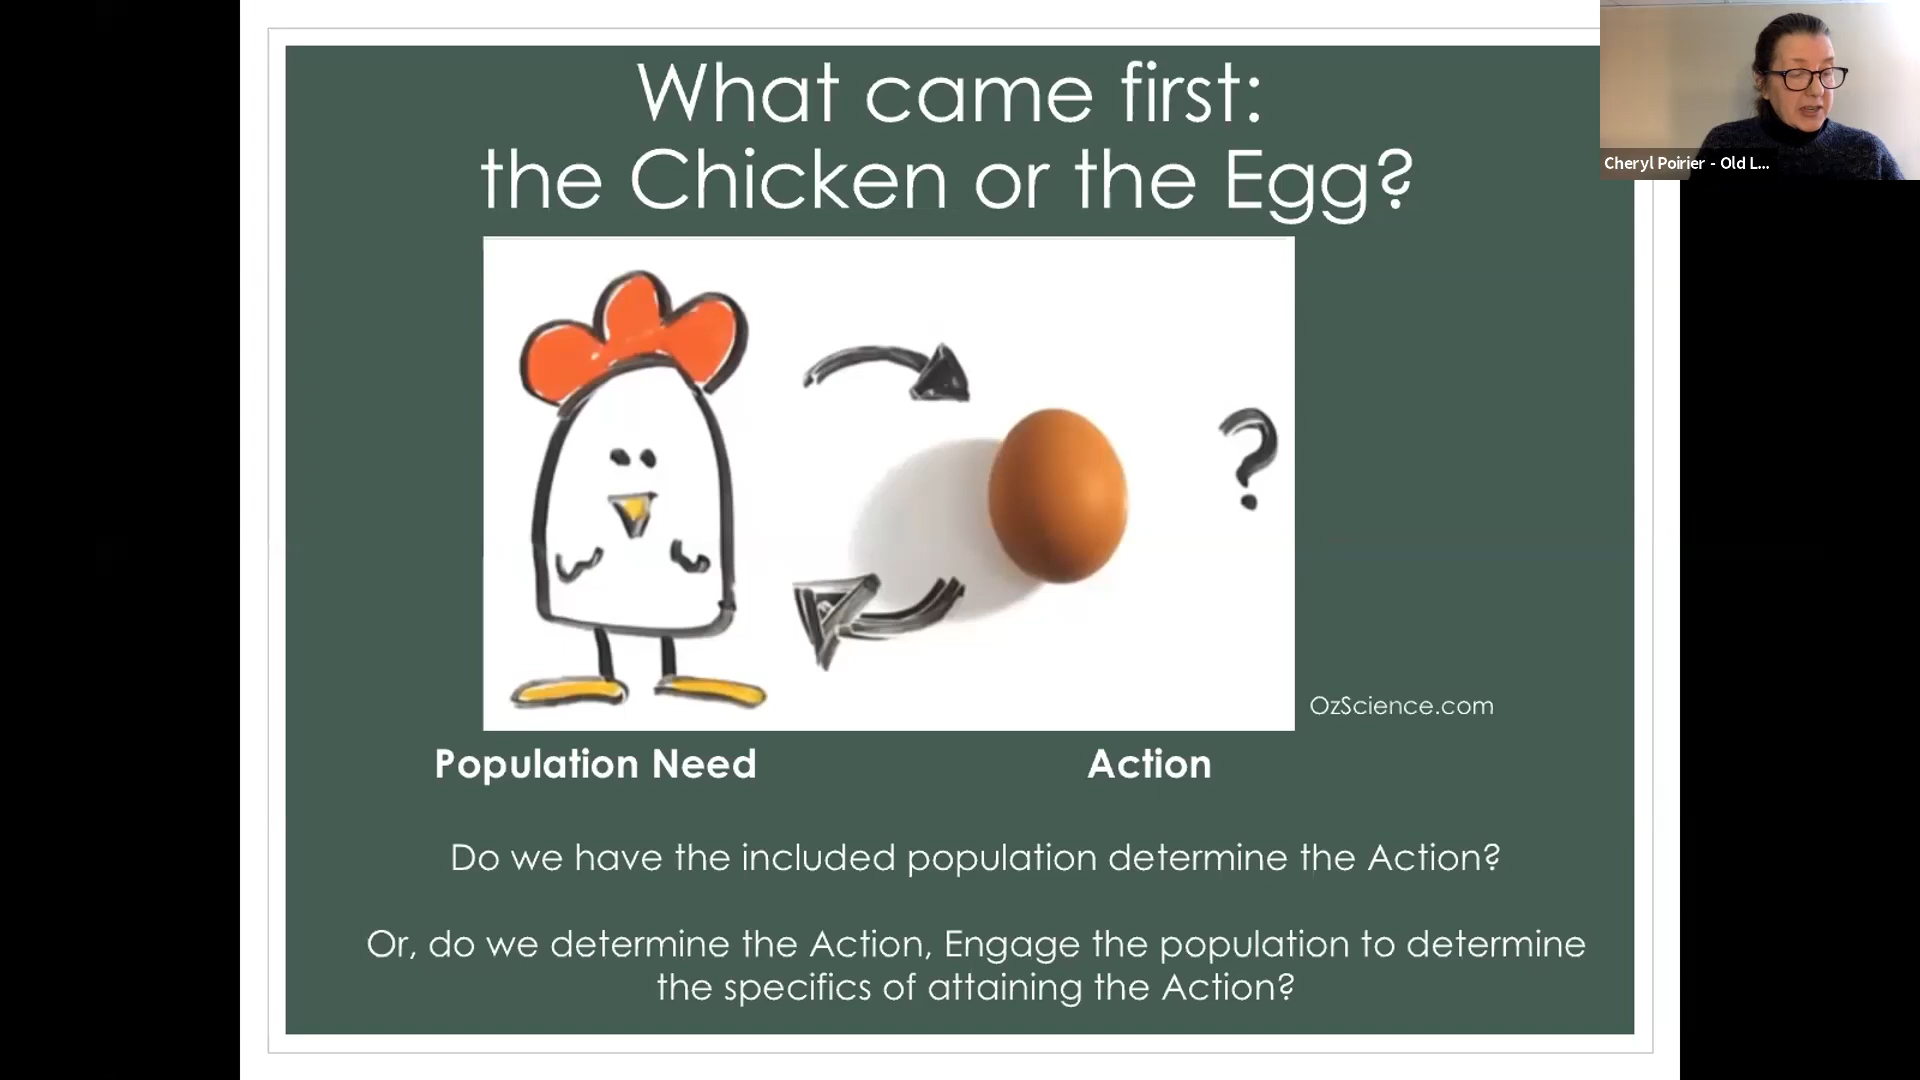 What came first:
the Chicken or the Egg?
Cheryl Poirier - Old L...
?
OzScience.com
Population Need
Action
Do we have the included population determine the Action?
Or, do we determine the Action, Engage the population to determine
the specifics of attaining the Action?